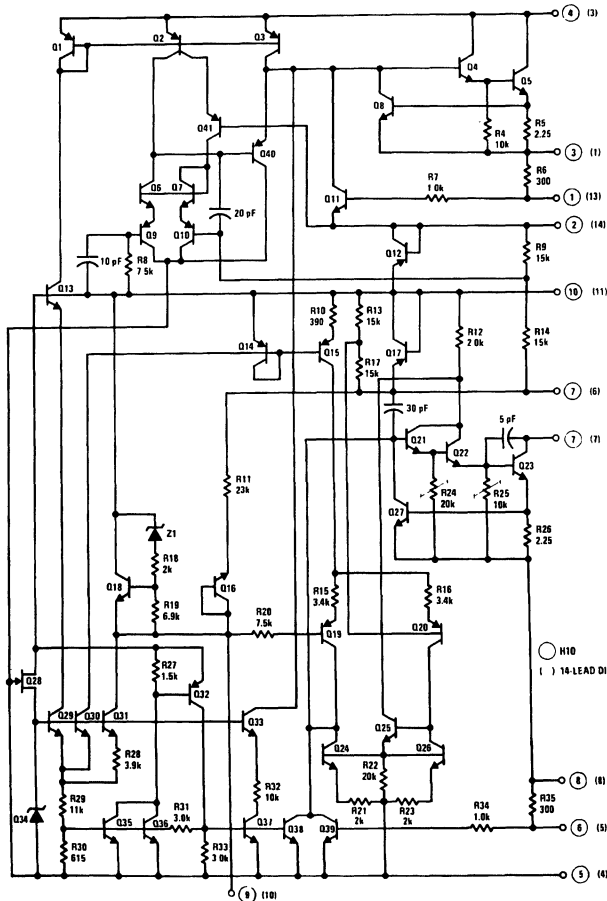 4 (3)
Q1
Q2
Q3
Q4
Q5
Q8
R4
10k
R5
2.25
3 (1)
Q41
Q40
R6
300
R7
1.0k
1 (13)
Q6
Q7
Q11
20 pF
2 (14)
Q9
Q10
Q12
R9
15k
10 pF
R8
7 5k
Q13
10 (11)
R10
390
R13
15k
R12
2 0k
R14
15k
Q14
Q15
R17
15k
Q17
7 (6)
30 pF
5 pF
7 (7)
Q21
Q22
Q23
R11
23k
R24
20k
R25
10k
Q27
R26
2.25
Z1
R18
2k
Q18
R19
6.9k
Q16
R15
3.4k
R16
3.4k
R20
7.5k
Q19
Q20
H10
( ) 14-LEAD DI
R27
1.5k
Q32
Q28
Q29
Q30
Q31
Q33
Q25
Q24
Q26
R28
3.9k
R22
20k
8 (8)
R32
10k
R29
11k
R21
2k
R23
2k
R35
300
Q34
R31
3.0k
R34
1.0k
6 (5)
Q35
Q36
Q37
Q38
Q39
R30
615
R33
3 0k
5 (4)
9 (10)